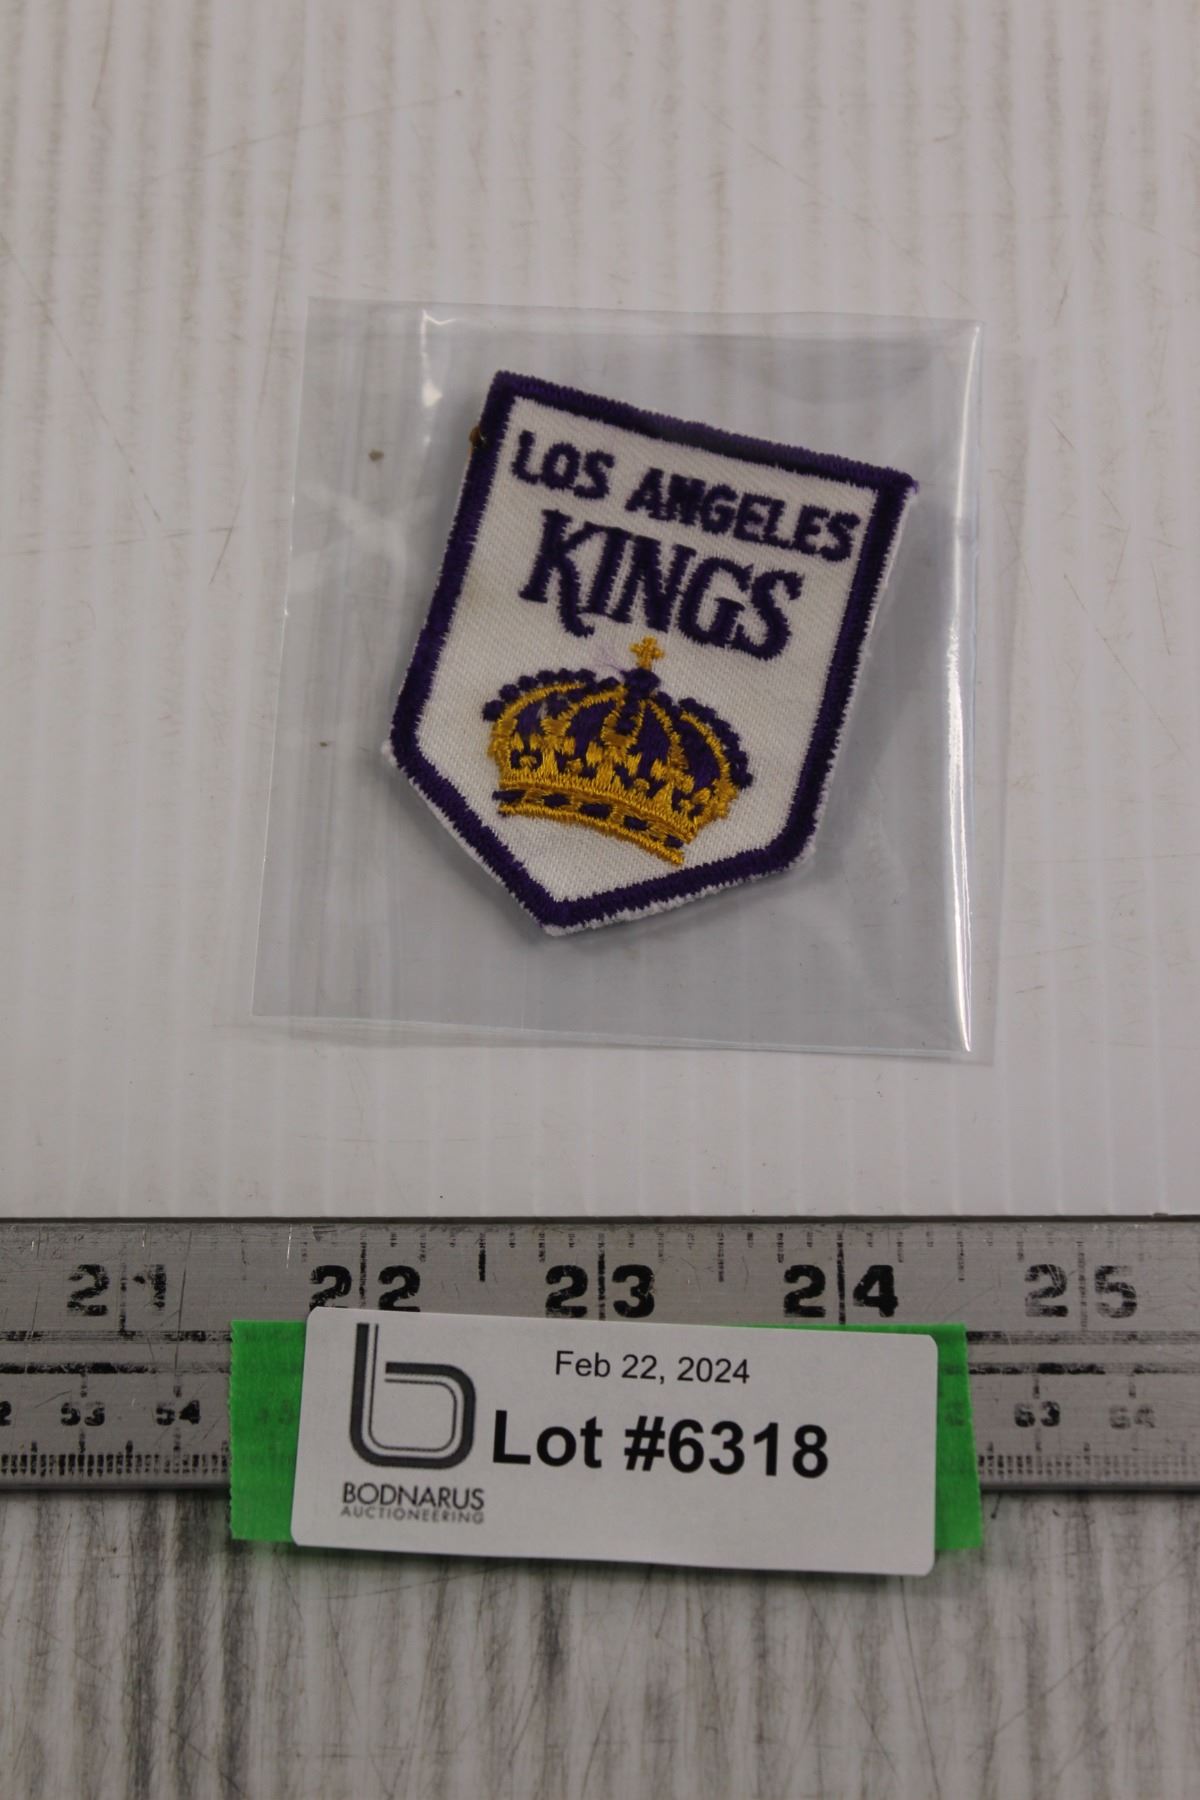 LOS ANGELES
KINGS
21 22 23 24 25
53 54 63 64
Feb 22, 2024
Lot #6318
BODNARUS
AUCTIONEERING